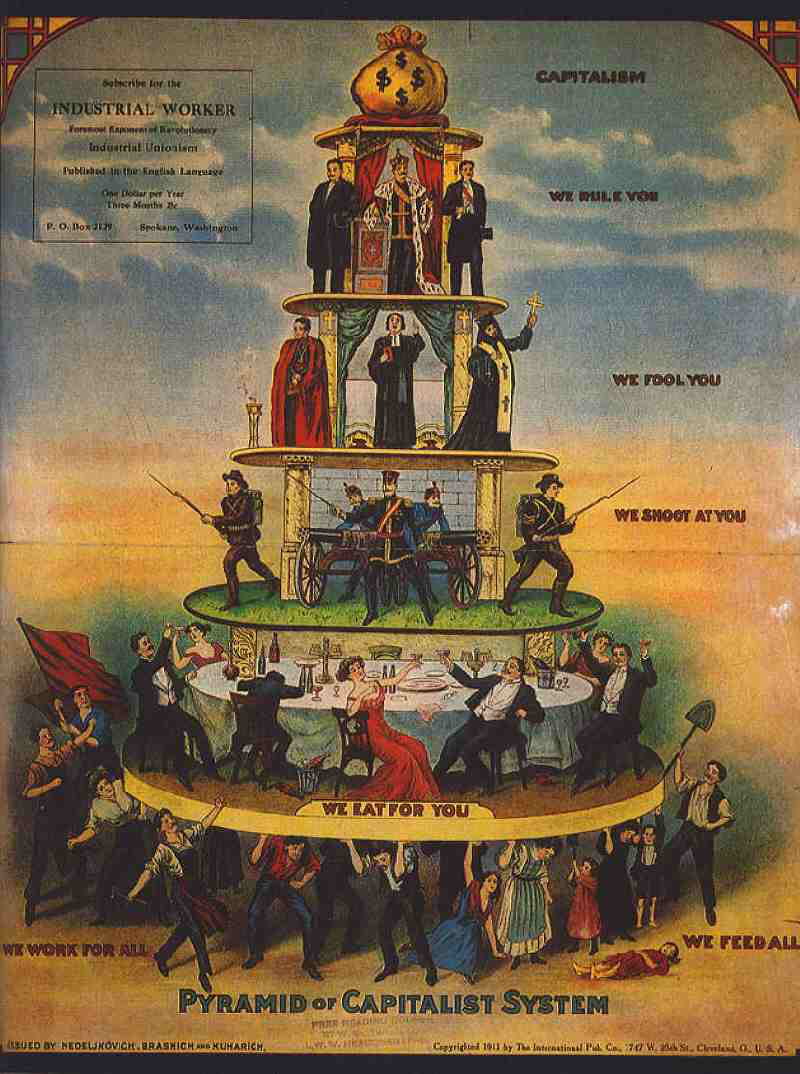 Subscribe for the
INDUSTRIAL WORKER
Foremost Exponent of Revolutionary
Industrial Unionism
Published in the English Language
One Dollar per Year
Three Months
P. O. Box 2129 Spokane, Washington
$ $ $ $
CAPITALISM
WE RULE YOU
WE FOOL YOU
WE SHOOT AT YOU
WE EAT FOR YOU
WE WORK FOR ALL
WE FEED ALL
PYRAMID OF CAPITALIST SYSTEM
FREE READING
ISSUED BY NEDELJKOVICH, BRASHICH AND KUHARICH.
Copyrighted 1911 by The International Pub. Co., 1747 W. St., Cleveland, O., U. S. A.